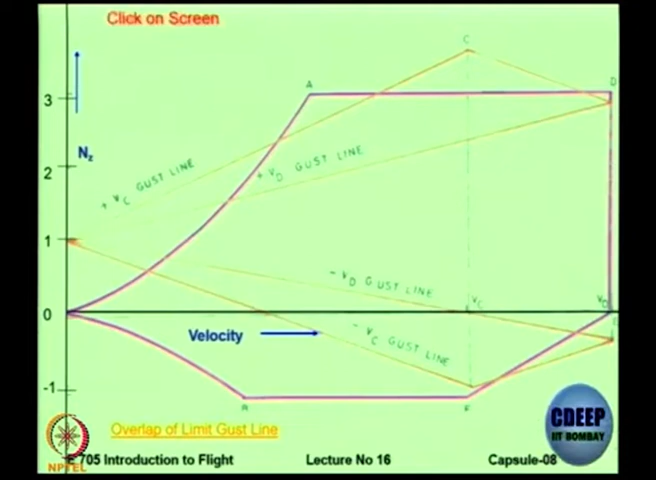 Click on Screen
C
A
D
3
Nz
2
+ VC GUST LINE
+ VD GUST LINE
1
- VD GUST LINE
VC
VD
0
Velocity
- VC GUST LINE
-1
CDEEP
IIT BOMBAY
Overlap of Limit Gust Line
NPTEL
E 705 Introduction to Flight
Lecture No 16
Capsule-08